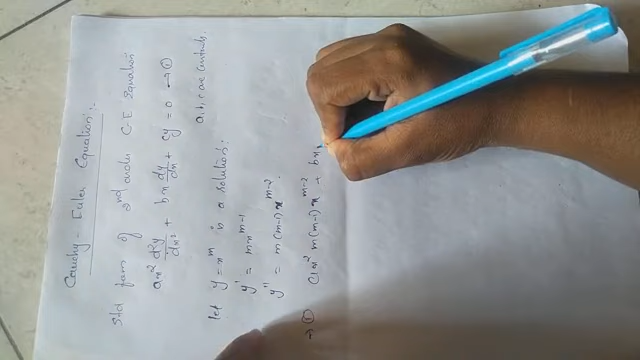 Cauchy - Euler Equation :-
Std form of 2nd order C-E Equation
ax² d²y/dx² + bx dy/dx + cy = 0 → ①
a, b, c are constants.
let y = x^m is a solution :
y' = mx^(m-1)
y'' = m(m-1) x^(m-2).
→ ① ax² m(m-1) x^(m-2) + bx